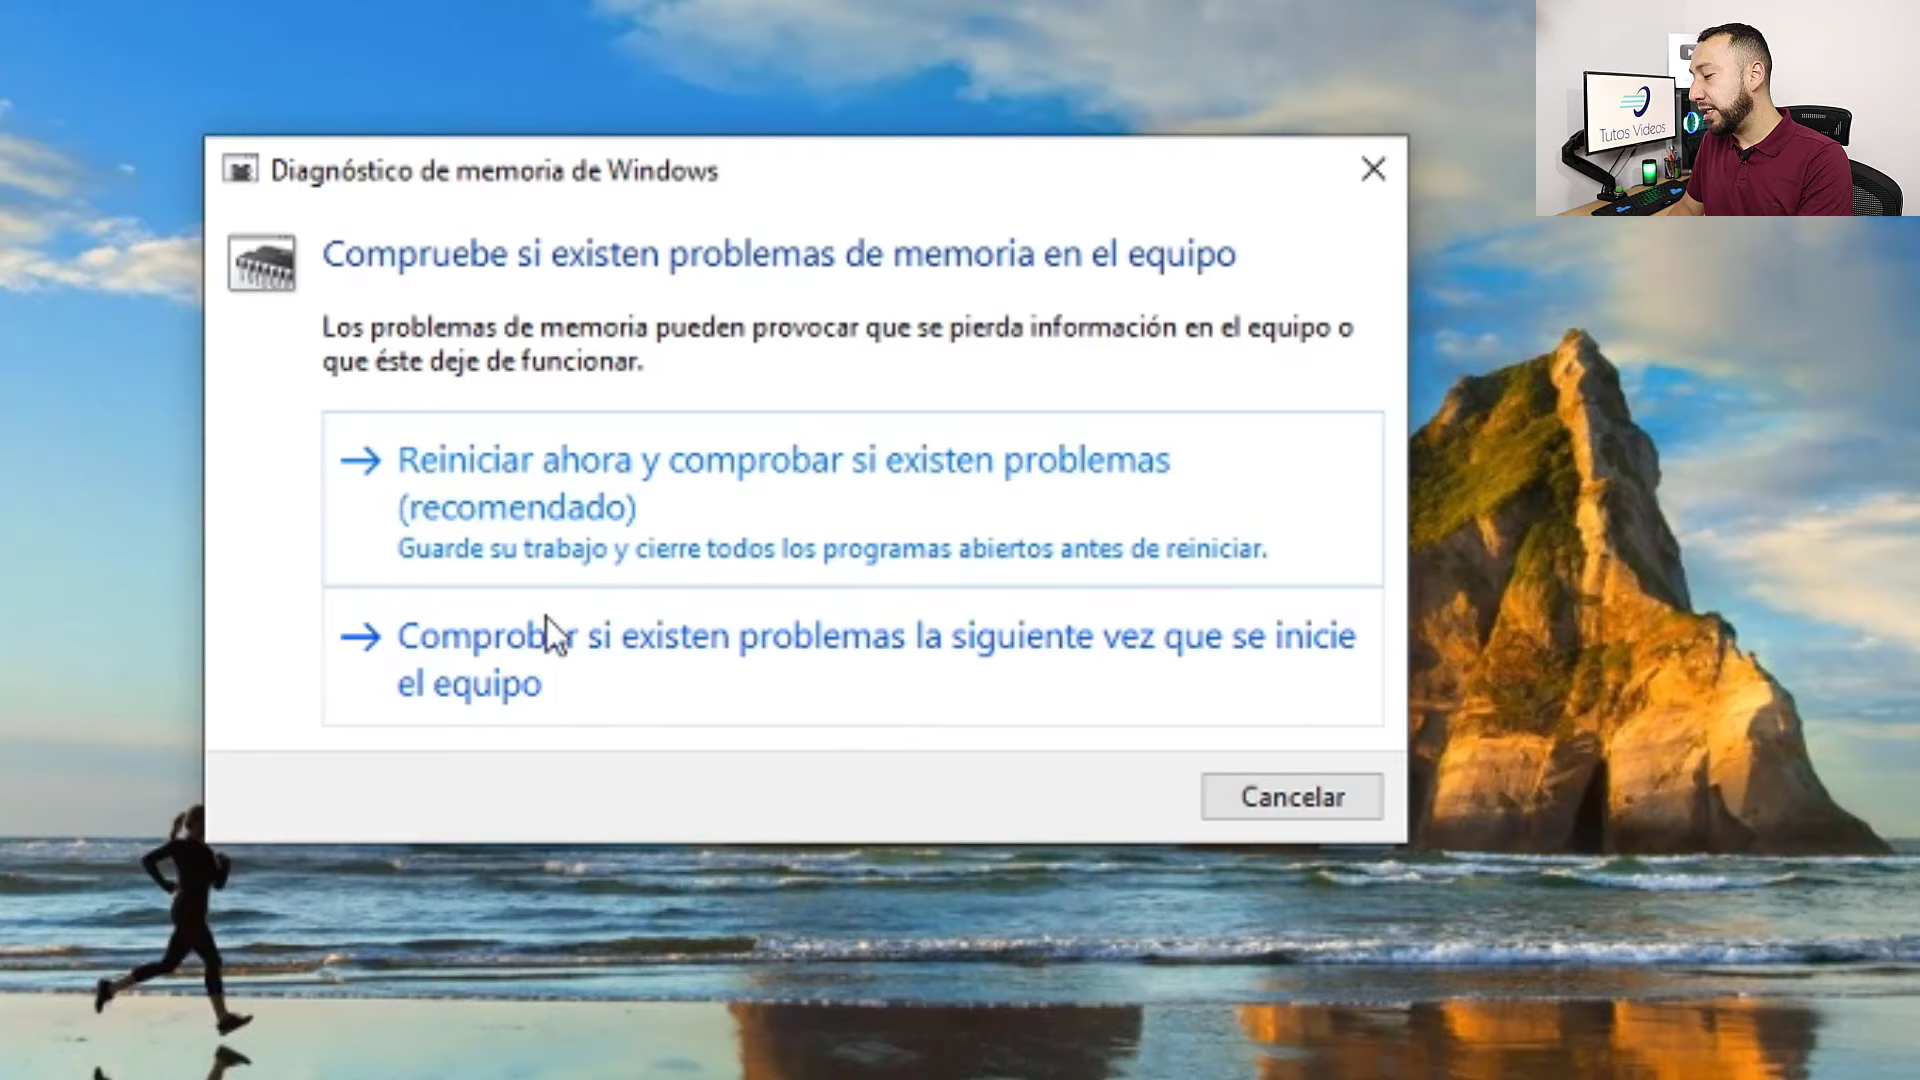 Tutos Videos
Diagnóstico de memoria de Windows
Compruebe si existen problemas de memoria en el equipo
Los problemas de memoria pueden provocar que se pierda información en el equipo o
que éste deje de funcionar.
Reiniciar ahora y comprobar si existen problemas
(recomendado)
Guarde su trabajo y cierre todos los programas abiertos antes de reiniciar.
Comprobar si existen problemas la siguiente vez que se inicie
el equipo
Cancelar